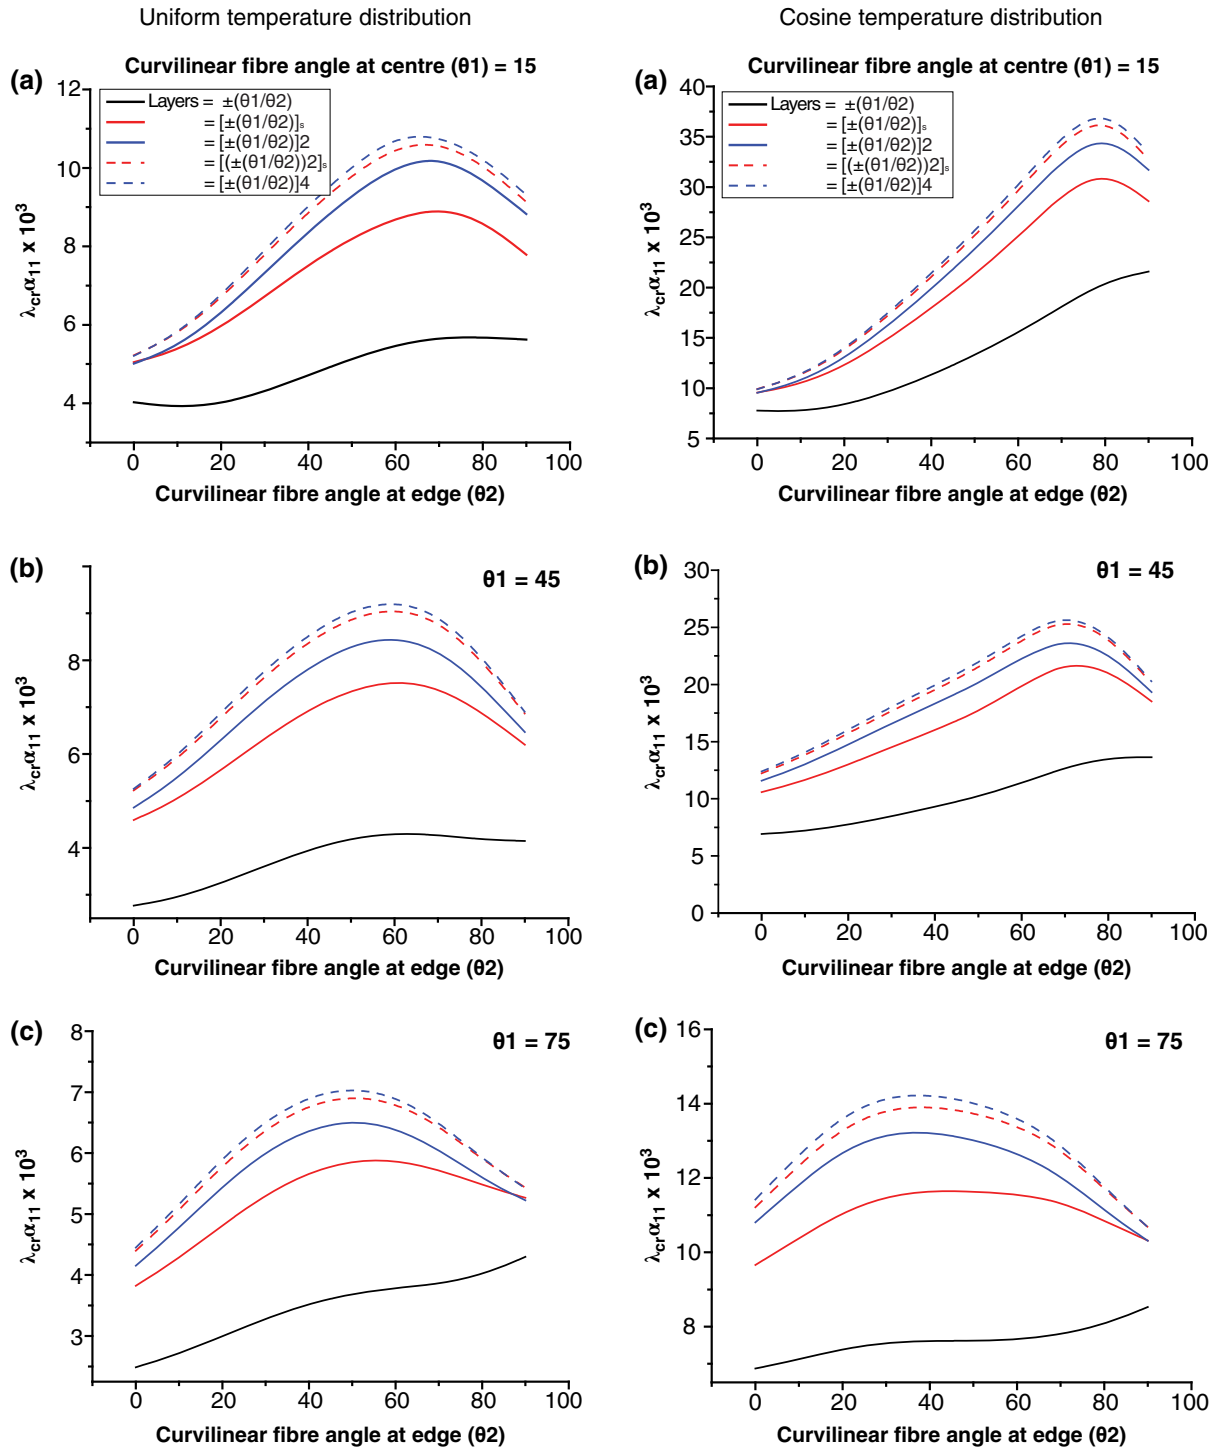 Uniform temperature distribution
Cosine temperature distribution
(a)
Curvilinear fibre angle at centre (θ1) = 15
12
10
8
6
4
λcrα11 x 10³
Layers = ±(θ1/θ2)
= [±(θ1/θ2)]s
= [±(θ1/θ2)]2
= [(±(θ1/θ2))2]s
= [±(θ1/θ2)]4
0 20 40 60 80 100
Curvilinear fibre angle at edge (θ2)
(a)
Curvilinear fibre angle at centre (θ1) = 15
40
35
30
25
20
15
10
5
λcrα11 x 10³
Layers = ±(θ1/θ2)
= [±(θ1/θ2)]s
= [±(θ1/θ2)]2
= [(±(θ1/θ2))2]s
= [±(θ1/θ2)]4
0 20 40 60 80 100
Curvilinear fibre angle at edge (θ2)
(b)
θ1 = 45
8
6
4
λcrα11 x 10³
0 20 40 60 80 100
Curvilinear fibre angle at edge (θ2)
(b)
θ1 = 45
30
25
20
15
10
5
0
λcrα11 x 10³
0 20 40 60 80 100
Curvilinear fibre angle at edge (θ2)
(c)
θ1 = 75
8
7
6
5
4
3
λcrα11 x 10³
0 20 40 60 80 100
Curvilinear fibre angle at edge (θ2)
(c)
θ1 = 75
16
14
12
10
8
λcrα11 x 10³
0 20 40 60 80 100
Curvilinear fibre angle at edge (θ2)